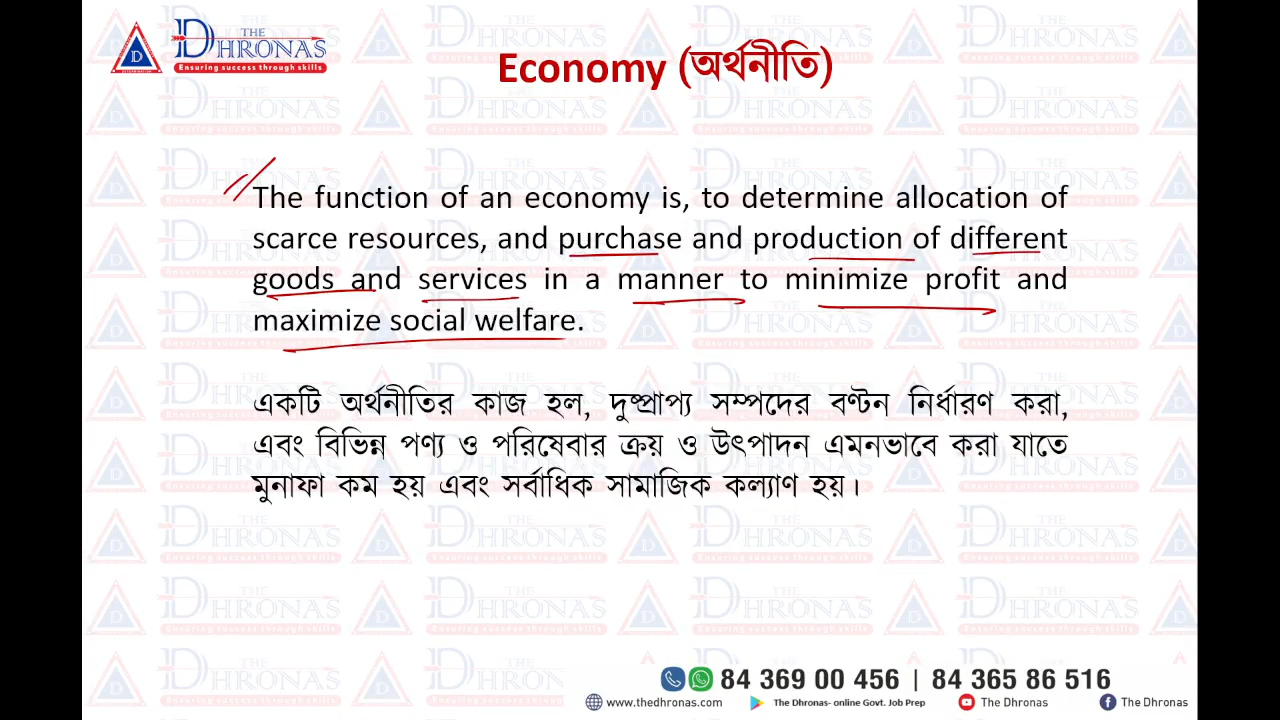 THE
DHRONAS
Ensuring success through skills
D
Economy (অর্থনীতি)
The function of an economy is, to determine allocation of
scarce resources, and purchase and production of different
goods and services in a manner to minimize profit and
maximize social welfare.
একটি অর্থনীতির কাজ হল, দুষ্প্রাপ্য সম্পদের বণ্টন নির্ধারণ করা,
এবং বিভিন্ন পণ্য ও পরিষেবার ক্রয় ও উৎপাদন এমনভাবে করা যাতে
মুনাফা কম হয় এবং সর্বাধিক সামাজিক কল্যাণ হয়।
84 369 00 456 | 84 365 86 516
www.thedhronas.com The Dhronas- online Govt. Job Prep The Dhronas The Dhronas